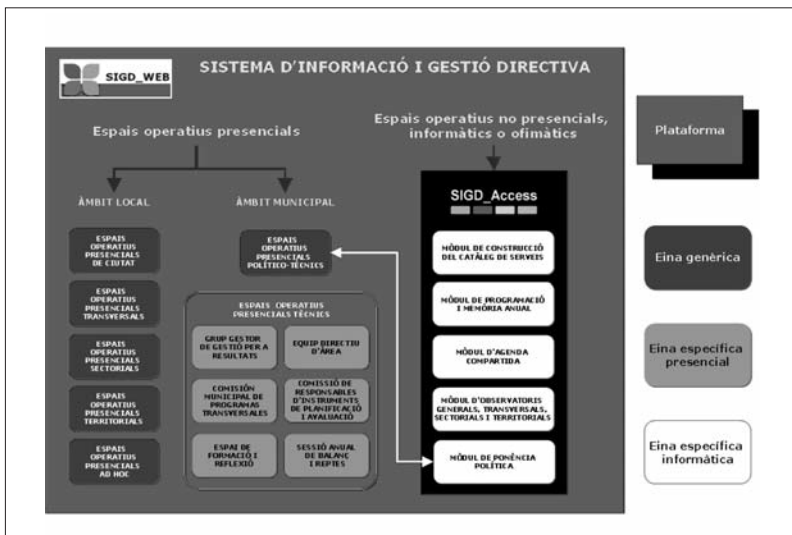 SIGD_WEB
SISTEMA D'INFORMACIÓ I GESTIÓ DIRECTIVA
Espais operatius presencials
Espais operatius no presencials,
informàtics o ofimàtics
ÀMBIT LOCAL
ÀMBIT MUNICIPAL
ESPAIS
OPERATIUS
PRESENCIALS
DE CIUTAT
ESPAIS
OPERATIUS
PRESENCIALS
TRANSVERSALS
ESPAIS
OPERATIUS
PRESENCIALS
SECTORIALS
ESPAIS
OPERATIUS
PRESENCIALS
TERRITORIALS
ESPAIS
OPERATIUS
PRESENCIALS
AD HOC
ESPAIS
OPERATIUS
PRESENCIALS
POLÍTICO-TÈCNICS
ESPAIS OPERATIUS
PRESENCIALS TÈCNICS
GRUP GESTOR
DE GESTIÓ PER A
RESULTATS
EQUIP DIRECTIU
D'ÀREA
COMISIÓN
MUNICIPAL DE
PROGRAMAS
TRANSVERSALES
COMISSIÓ DE
RESPONSABLES
D'INSTRUMENTS
DE PLANIFICACIÓ
I AVALUACIÓ
ESPAI DE
FORMACIÓ I
REFLEXIÓ
SESSIÓ ANUAL
DE BALANÇ
I REPTES
SIGD_Access
MÒDUL DE CONSTRUCCIÓ
DEL CATÀLEG DE SERVEIS
MÒDUL DE PROGRAMACIÓ
I MEMÒRIA ANUAL
MÒDUL D'AGENDA
COMPARTIDA
MÒDUL D'OBSERVATORIS
GENERALS, TRANSVERSALS,
SECTORIALS I TERRITORIALS
MÒDUL DE PONÈNCIA
POLÍTICA
Plataforma
Eina genèrica
Eina específica
presencial
Eina específica
informàtica